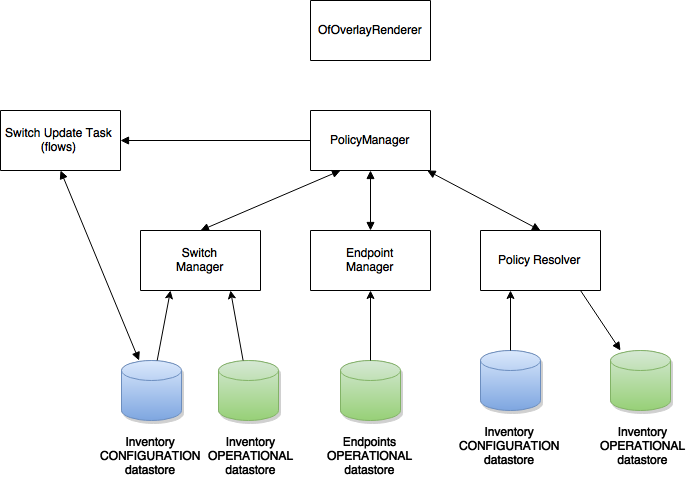 OfOverlayRenderer
Switch Update Task
(flows)
PolicyManager
Switch
Manager
Endpoint
Manager
Policy Resolver
Inventory
CONFIGURATION
datastore
Inventory
OPERATIONAL
datastore
Endpoints
OPERATIONAL
datastore
Inventory
CONFIGURATION
datastore
Inventory
OPERATIONAL
datastore